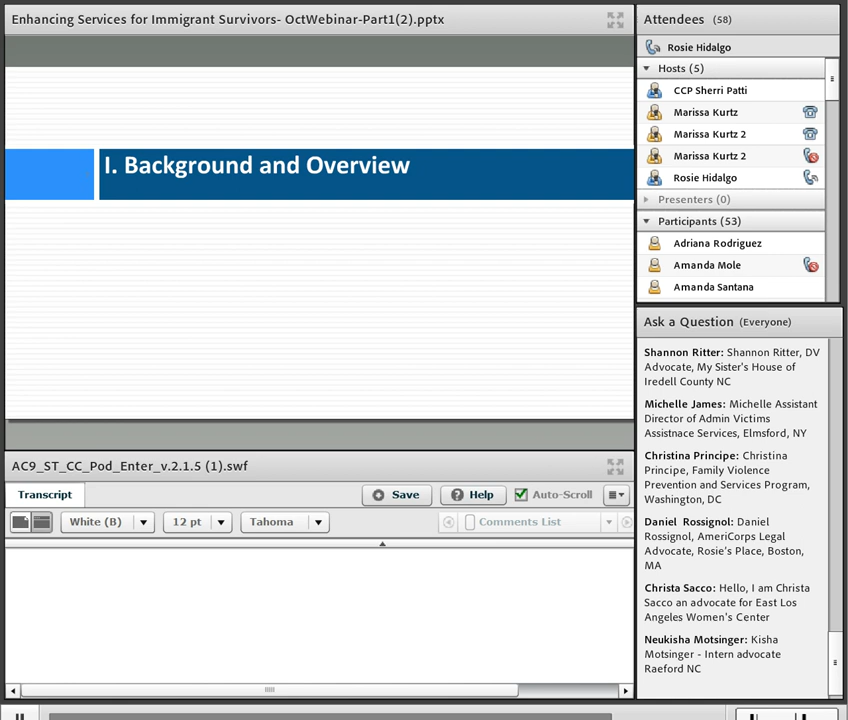 Enhancing Services for Immigrant Survivors- OctWebinar-Part1(2).pptx
I. Background and Overview
AC9_ST_CC_Pod_Enter_v.2.1.5 (1).swf
Transcript
Save
Help
Auto-Scroll
White (B)
12 pt
Tahoma
Comments List
Attendees (58)
Rosie Hidalgo
Hosts (5)
CCP Sherri Patti
Marissa Kurtz
Marissa Kurtz 2
Marissa Kurtz 2
Rosie Hidalgo
Presenters (0)
Participants (53)
Adriana Rodriguez
Amanda Mole
Amanda Santana
Ask a Question (Everyone)
Shannon Ritter: Shannon Ritter, DV
Advocate, My Sister's House of
Iredell County NC
Michelle James: Michelle Assistant
Director of Admin Victims
Assistnace Services, Elmsford, NY
Christina Principe: Christina
Principe, Family Violence
Prevention and Services Program,
Washington, DC
Daniel Rossignol: Daniel
Rossignol, AmeriCorps Legal
Advocate, Rosie's Place, Boston,
MA
Christa Sacco: Hello, I am Christa
Sacco an advocate for East Los
Angeles Women's Center
Neukisha Motsinger: Kisha
Motsinger - Intern advocate
Raeford NC